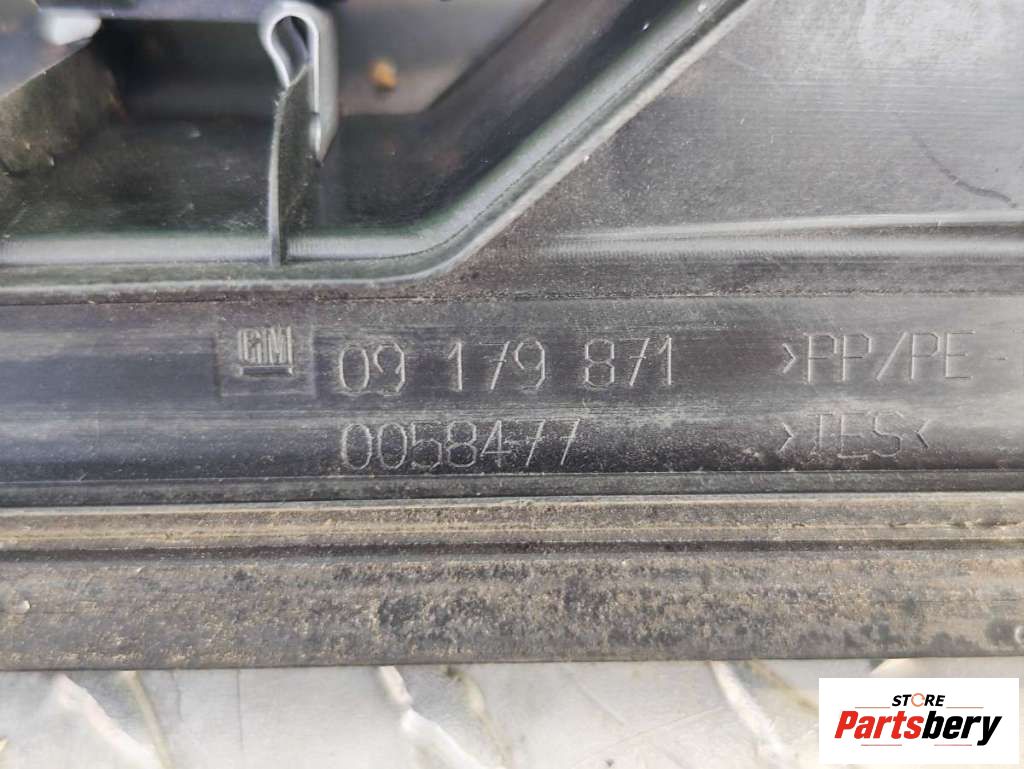 GM 09 179 871 >PP/PE -
0058477 >TES<
STORE
Partsbery